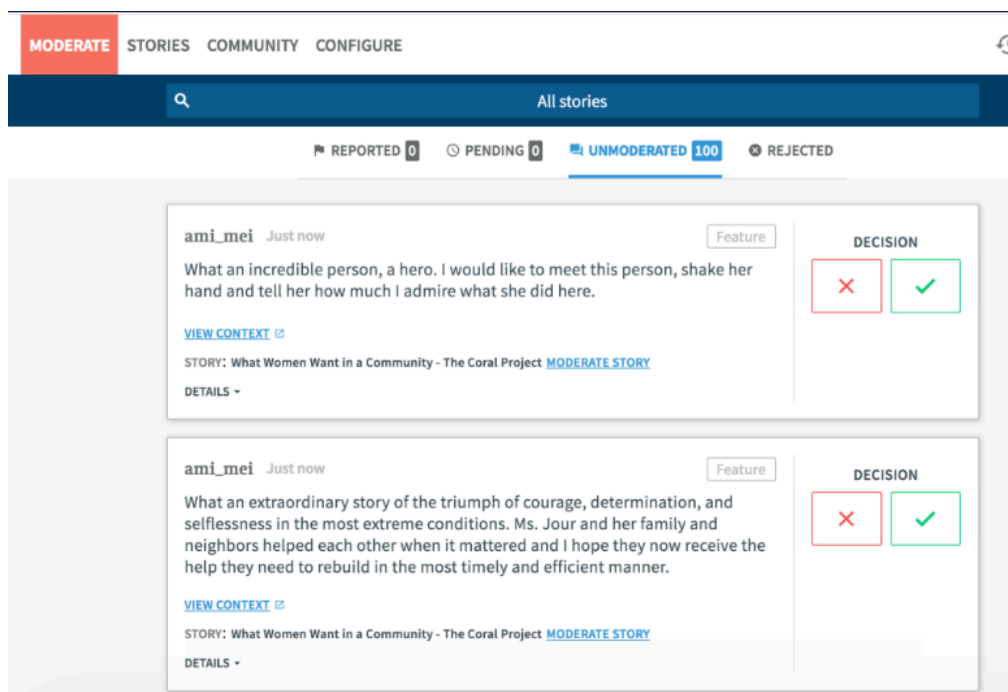 MODERATE STORIES COMMUNITY CONFIGURE
All stories
REPORTED 0 PENDING 0 UNMODERATED 100 REJECTED
ami_mei Just now Feature
DECISION
What an incredible person, a hero. I would like to meet this person, shake her
hand and tell her how much I admire what she did here.
VIEW CONTEXT
STORY: What Women Want in a Community - The Coral Project MODERATE STORY
DETAILS
ami_mei Just now Feature
DECISION
What an extraordinary story of the triumph of courage, determination, and
selflessness in the most extreme conditions. Ms. Jour and her family and
neighbors helped each other when it mattered and I hope they now receive the
help they need to rebuild in the most timely and efficient manner.
VIEW CONTEXT
STORY: What Women Want in a Community - The Coral Project MODERATE STORY
DETAILS